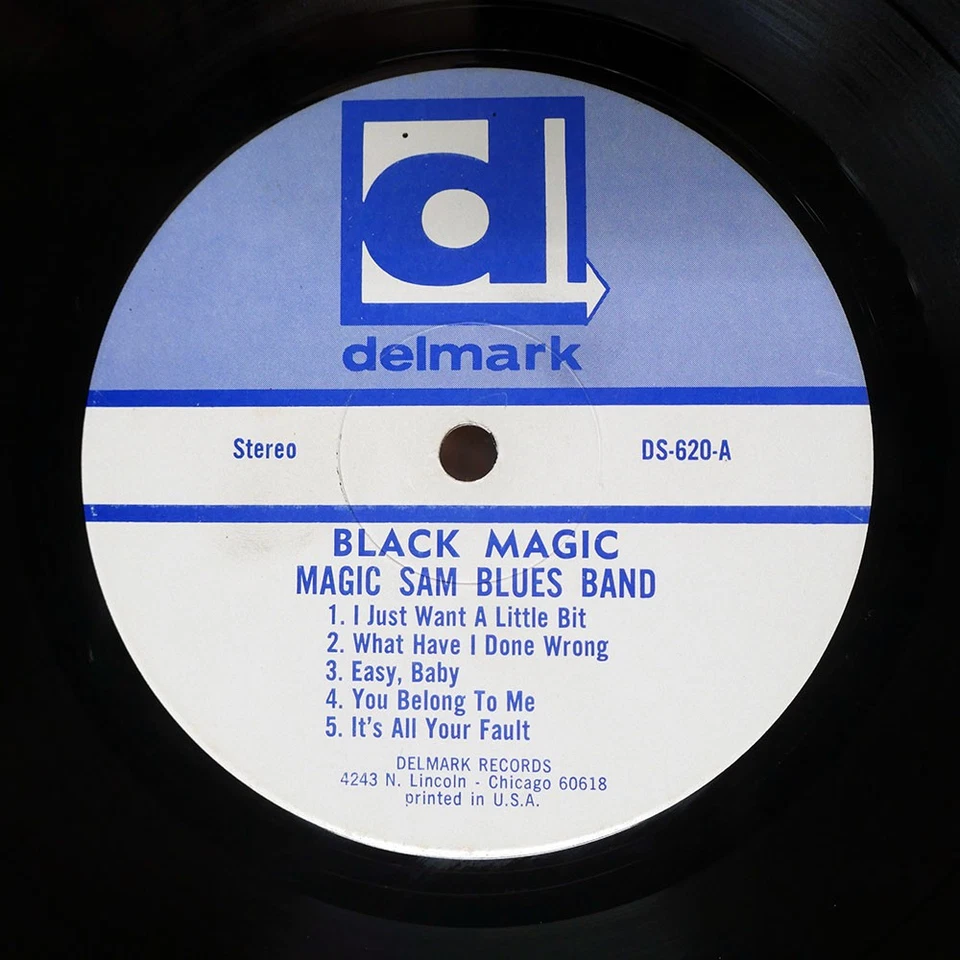 d
delmark
Stereo DS-620-A
BLACK MAGIC
MAGIC SAM BLUES BAND
1. I Just Want A Little Bit
2. What Have I Done Wrong
3. Easy, Baby
4. You Belong To Me
5. It's All Your Fault
DELMARK RECORDS
4243 N. Lincoln - Chicago 60618
printed in U.S.A.